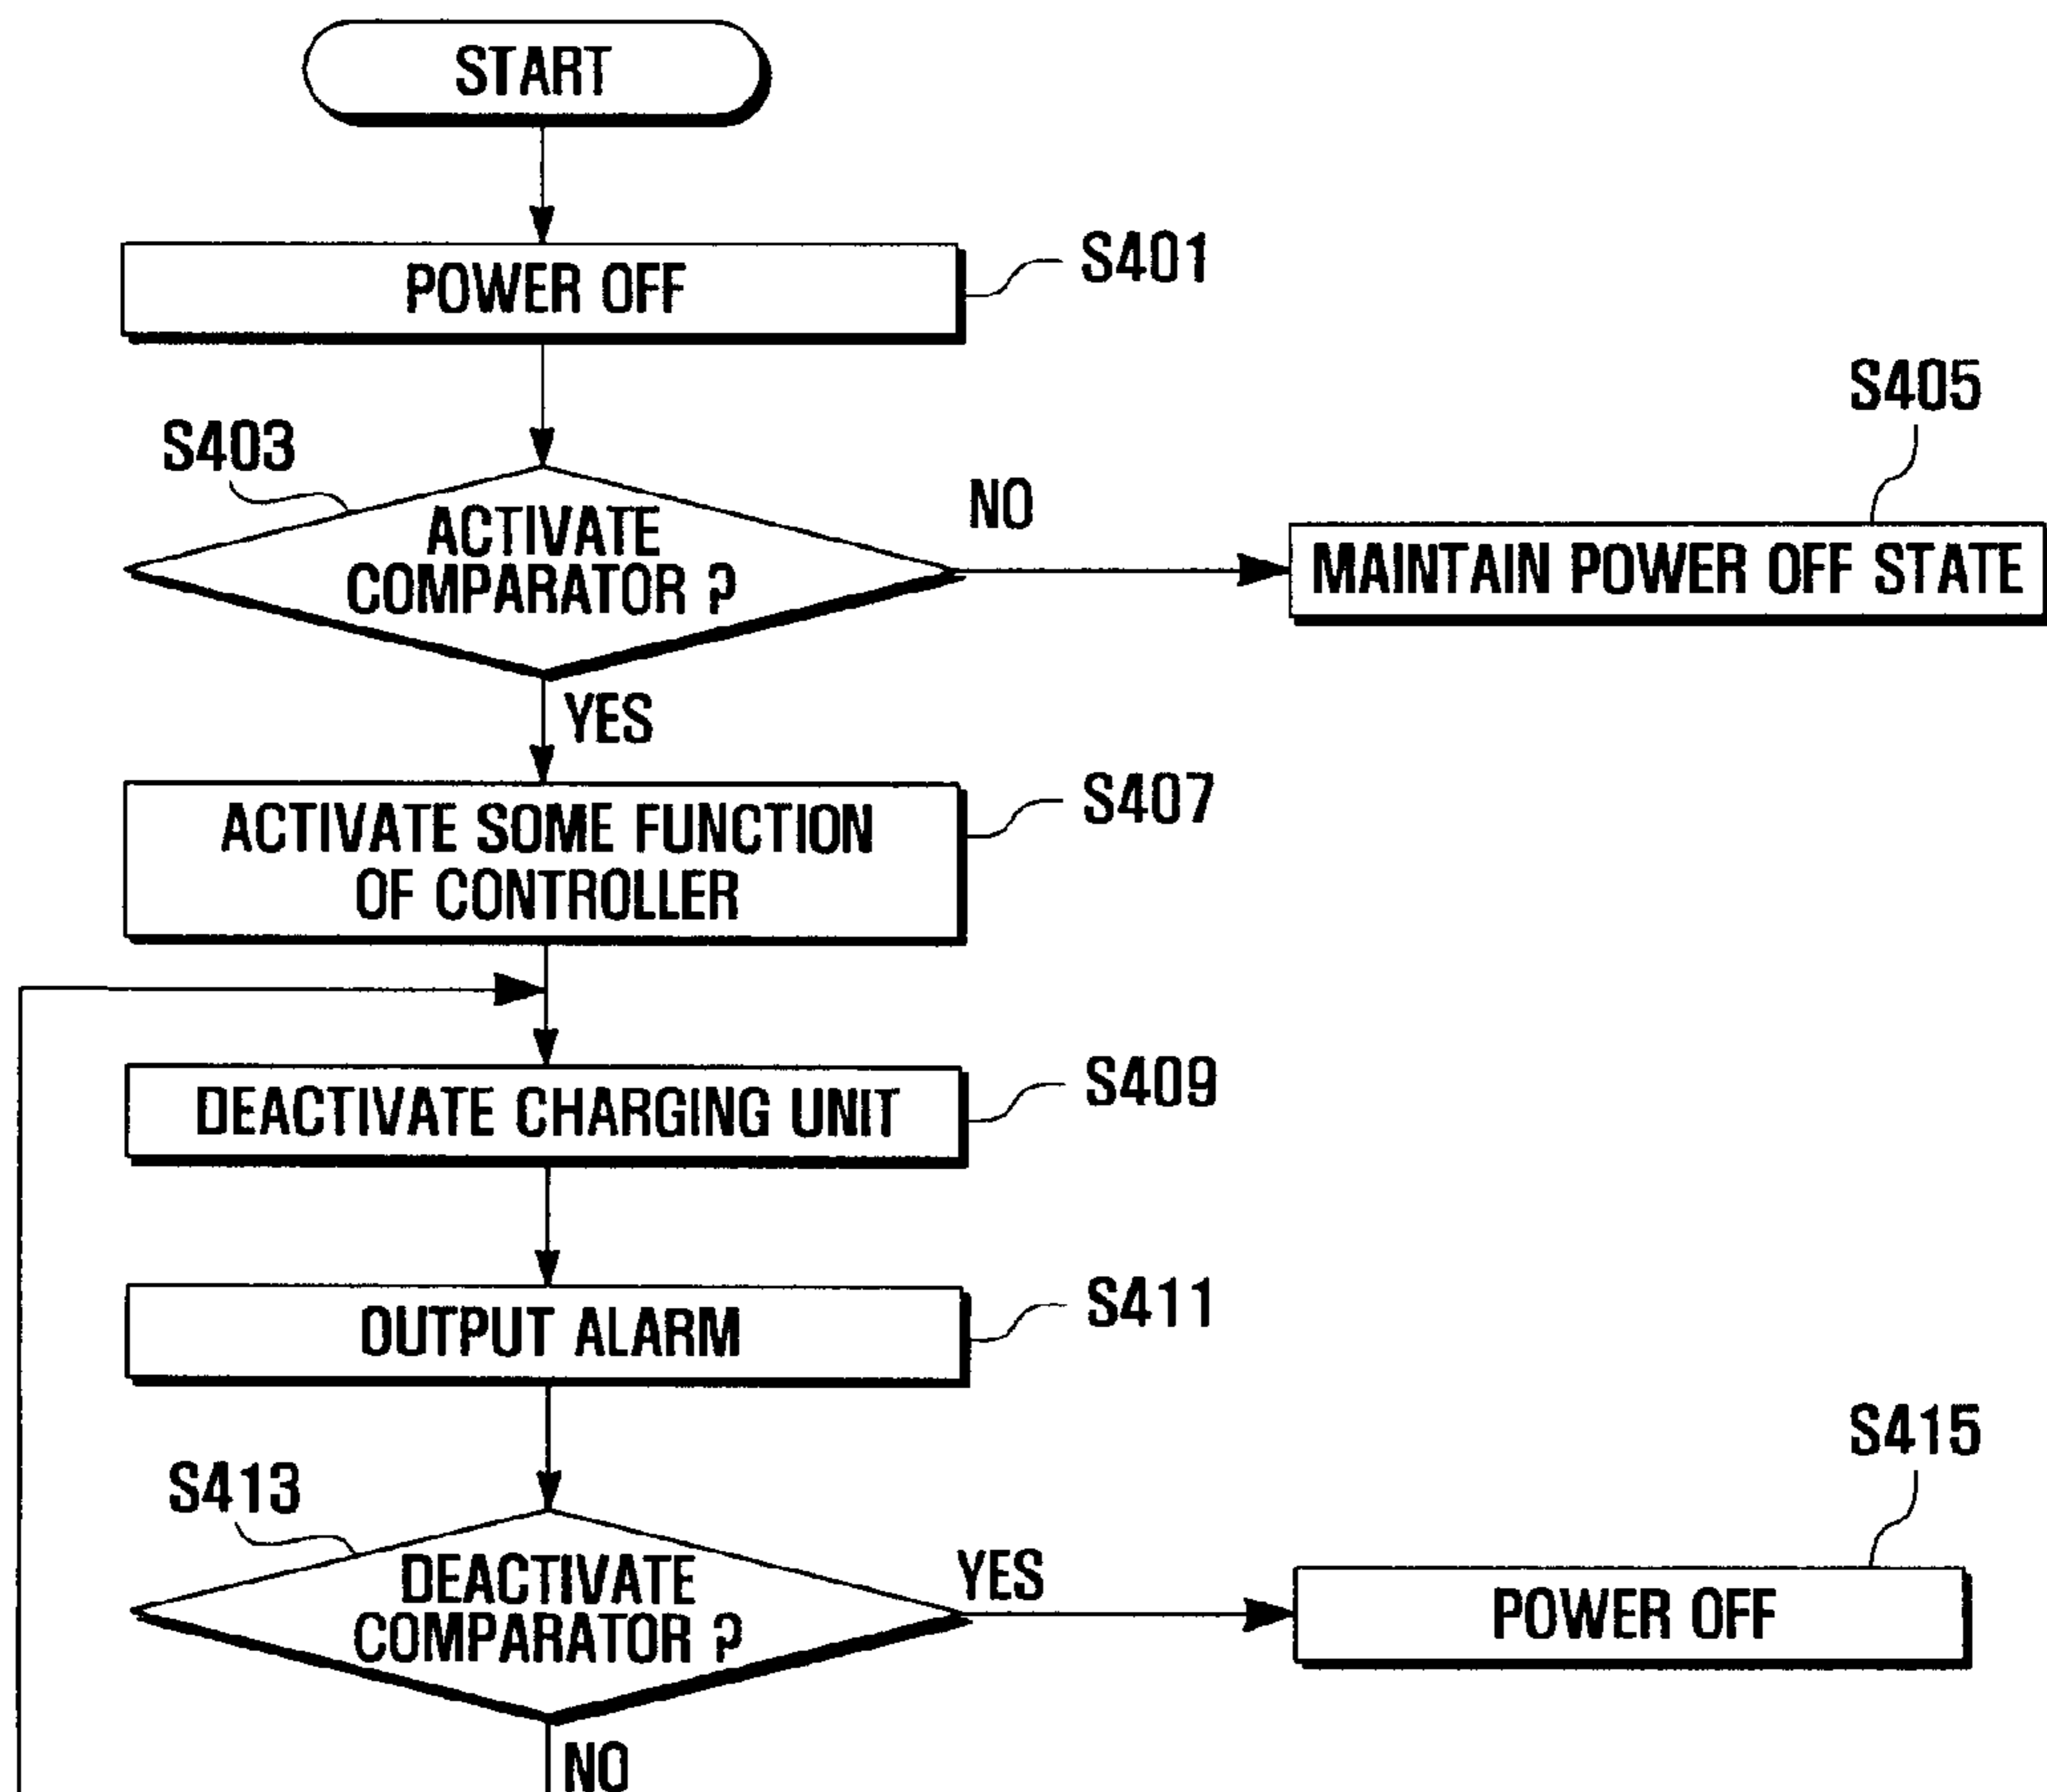 START
POWER OFF
S401
S405
S403
ACTIVATE
COMPARATOR ?
NO
MAINTAIN POWER OFF STATE
YES
ACTIVATE SOME FUNCTION
OF CONTROLLER
S407
DEACTIVATE CHARGING UNIT
S409
OUTPUT ALARM
S411
S415
S413
DEACTIVATE
COMPARATOR ?
YES
POWER OFF
NO